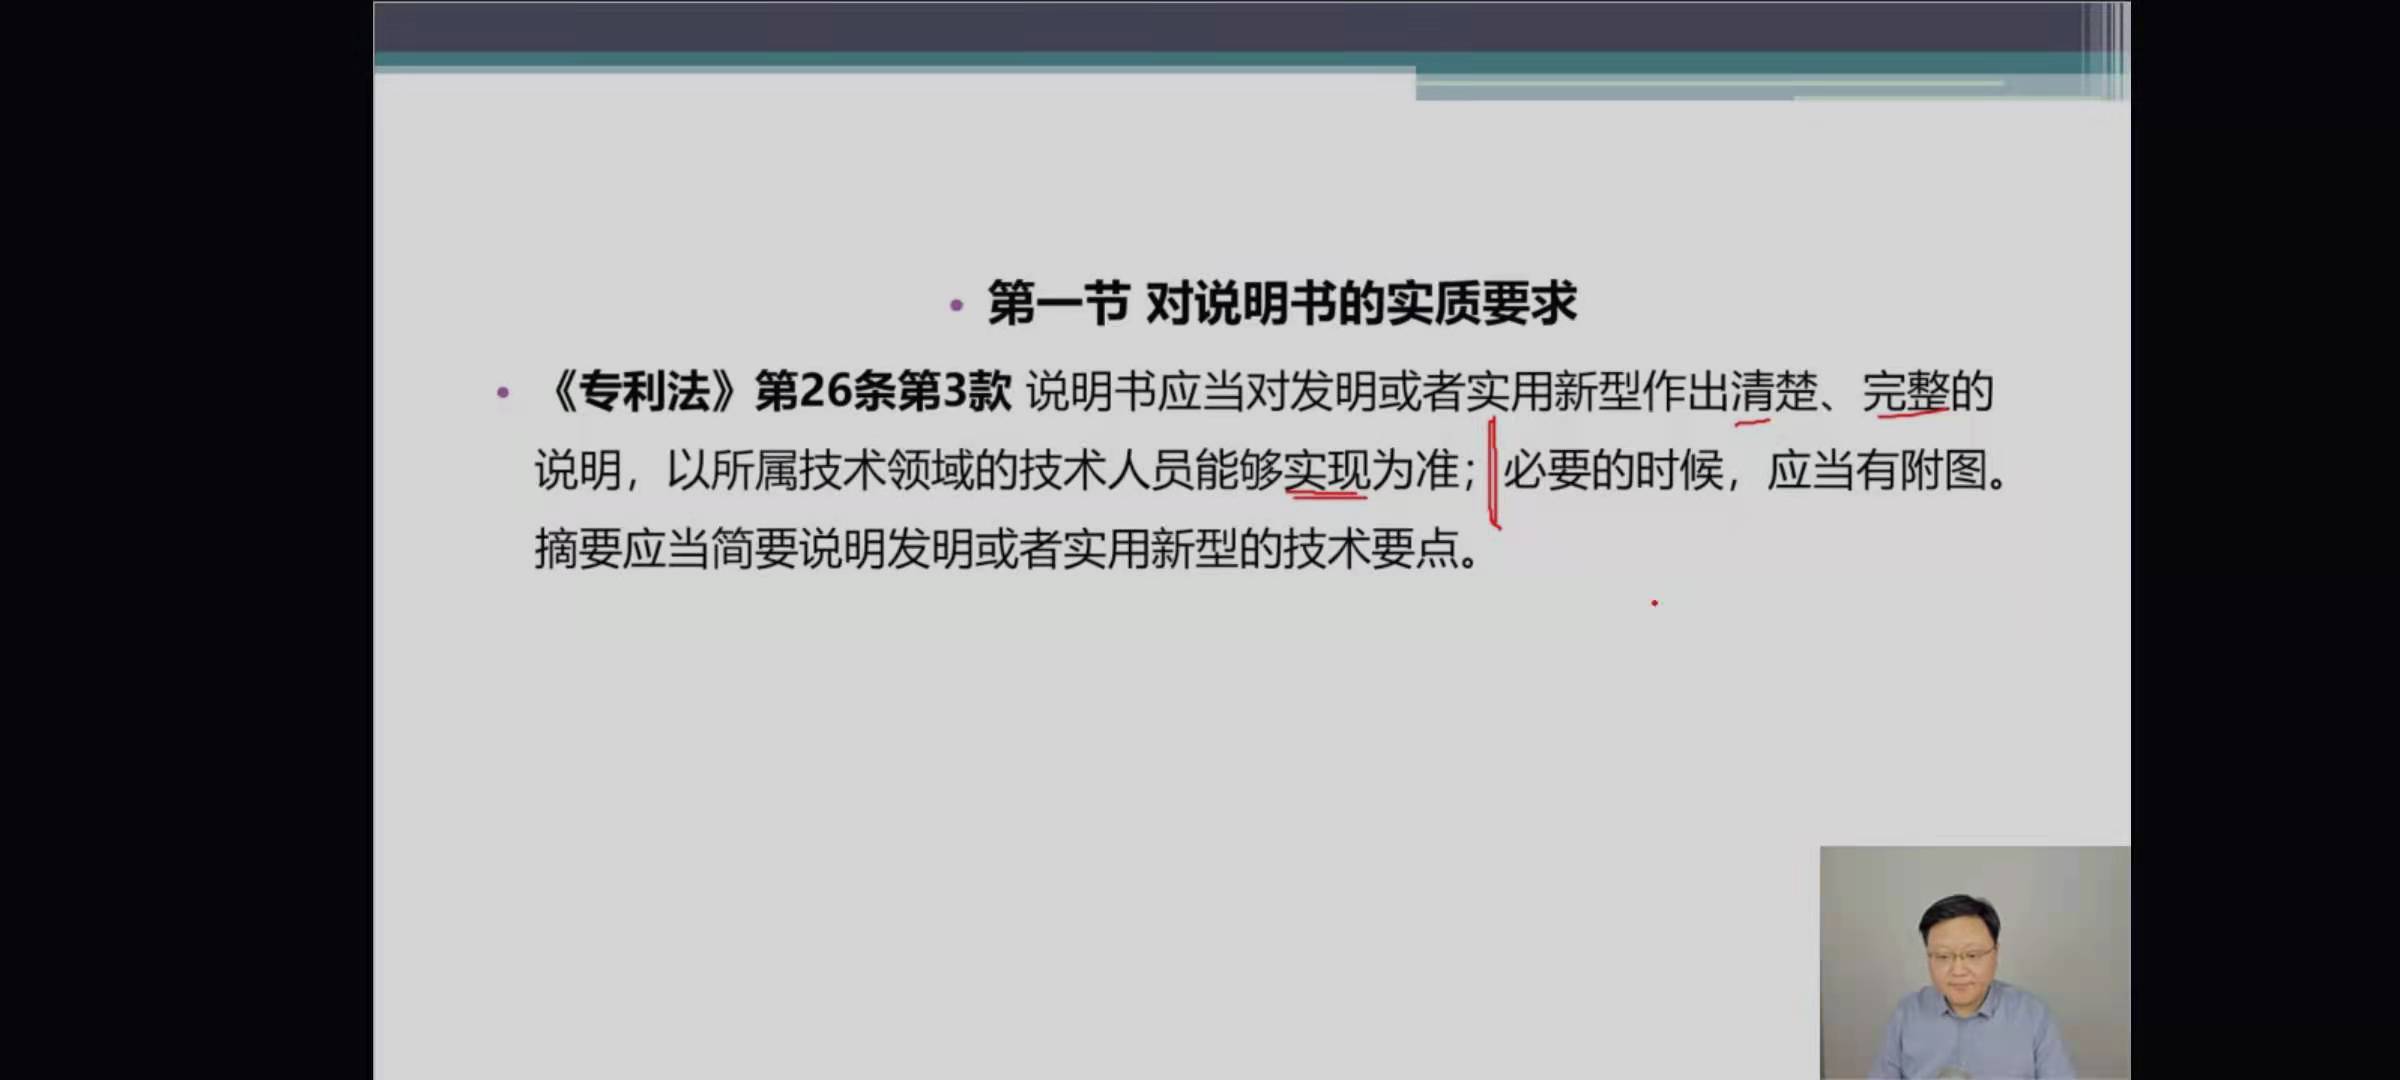 • 第一节 对说明书的实质要求
• 《专利法》第26条第3款 说明书应当对发明或者实用新型作出清楚、完整的
说明，以所属技术领域的技术人员能够实现为准；必要的时候，应当有附图。
摘要应当简要说明发明或者实用新型的技术要点。